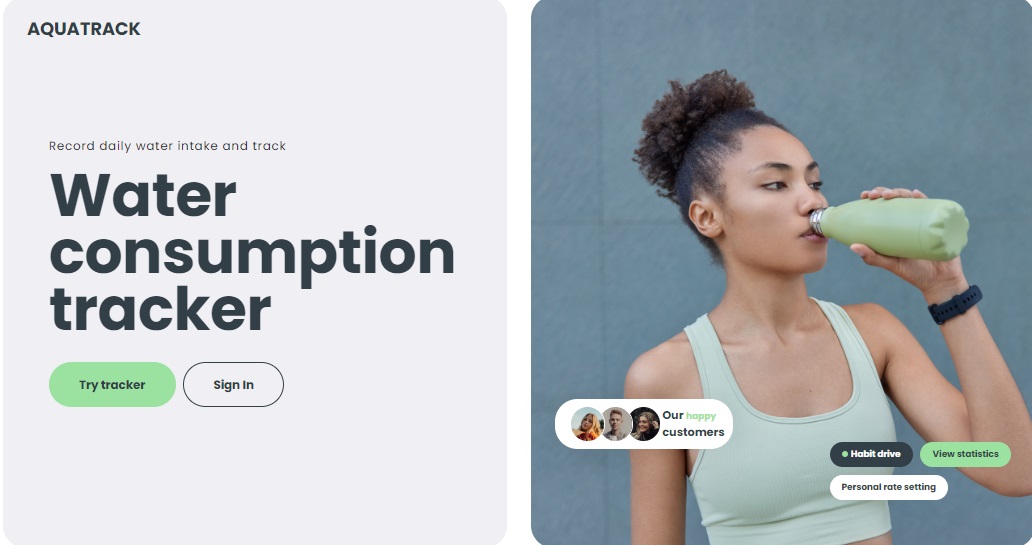 AQUATRACK
Record daily water intake and track
Water
consumption
tracker
Try tracker
Sign In
Our happy
customers
Habit drive
View statistics
Personal rate setting